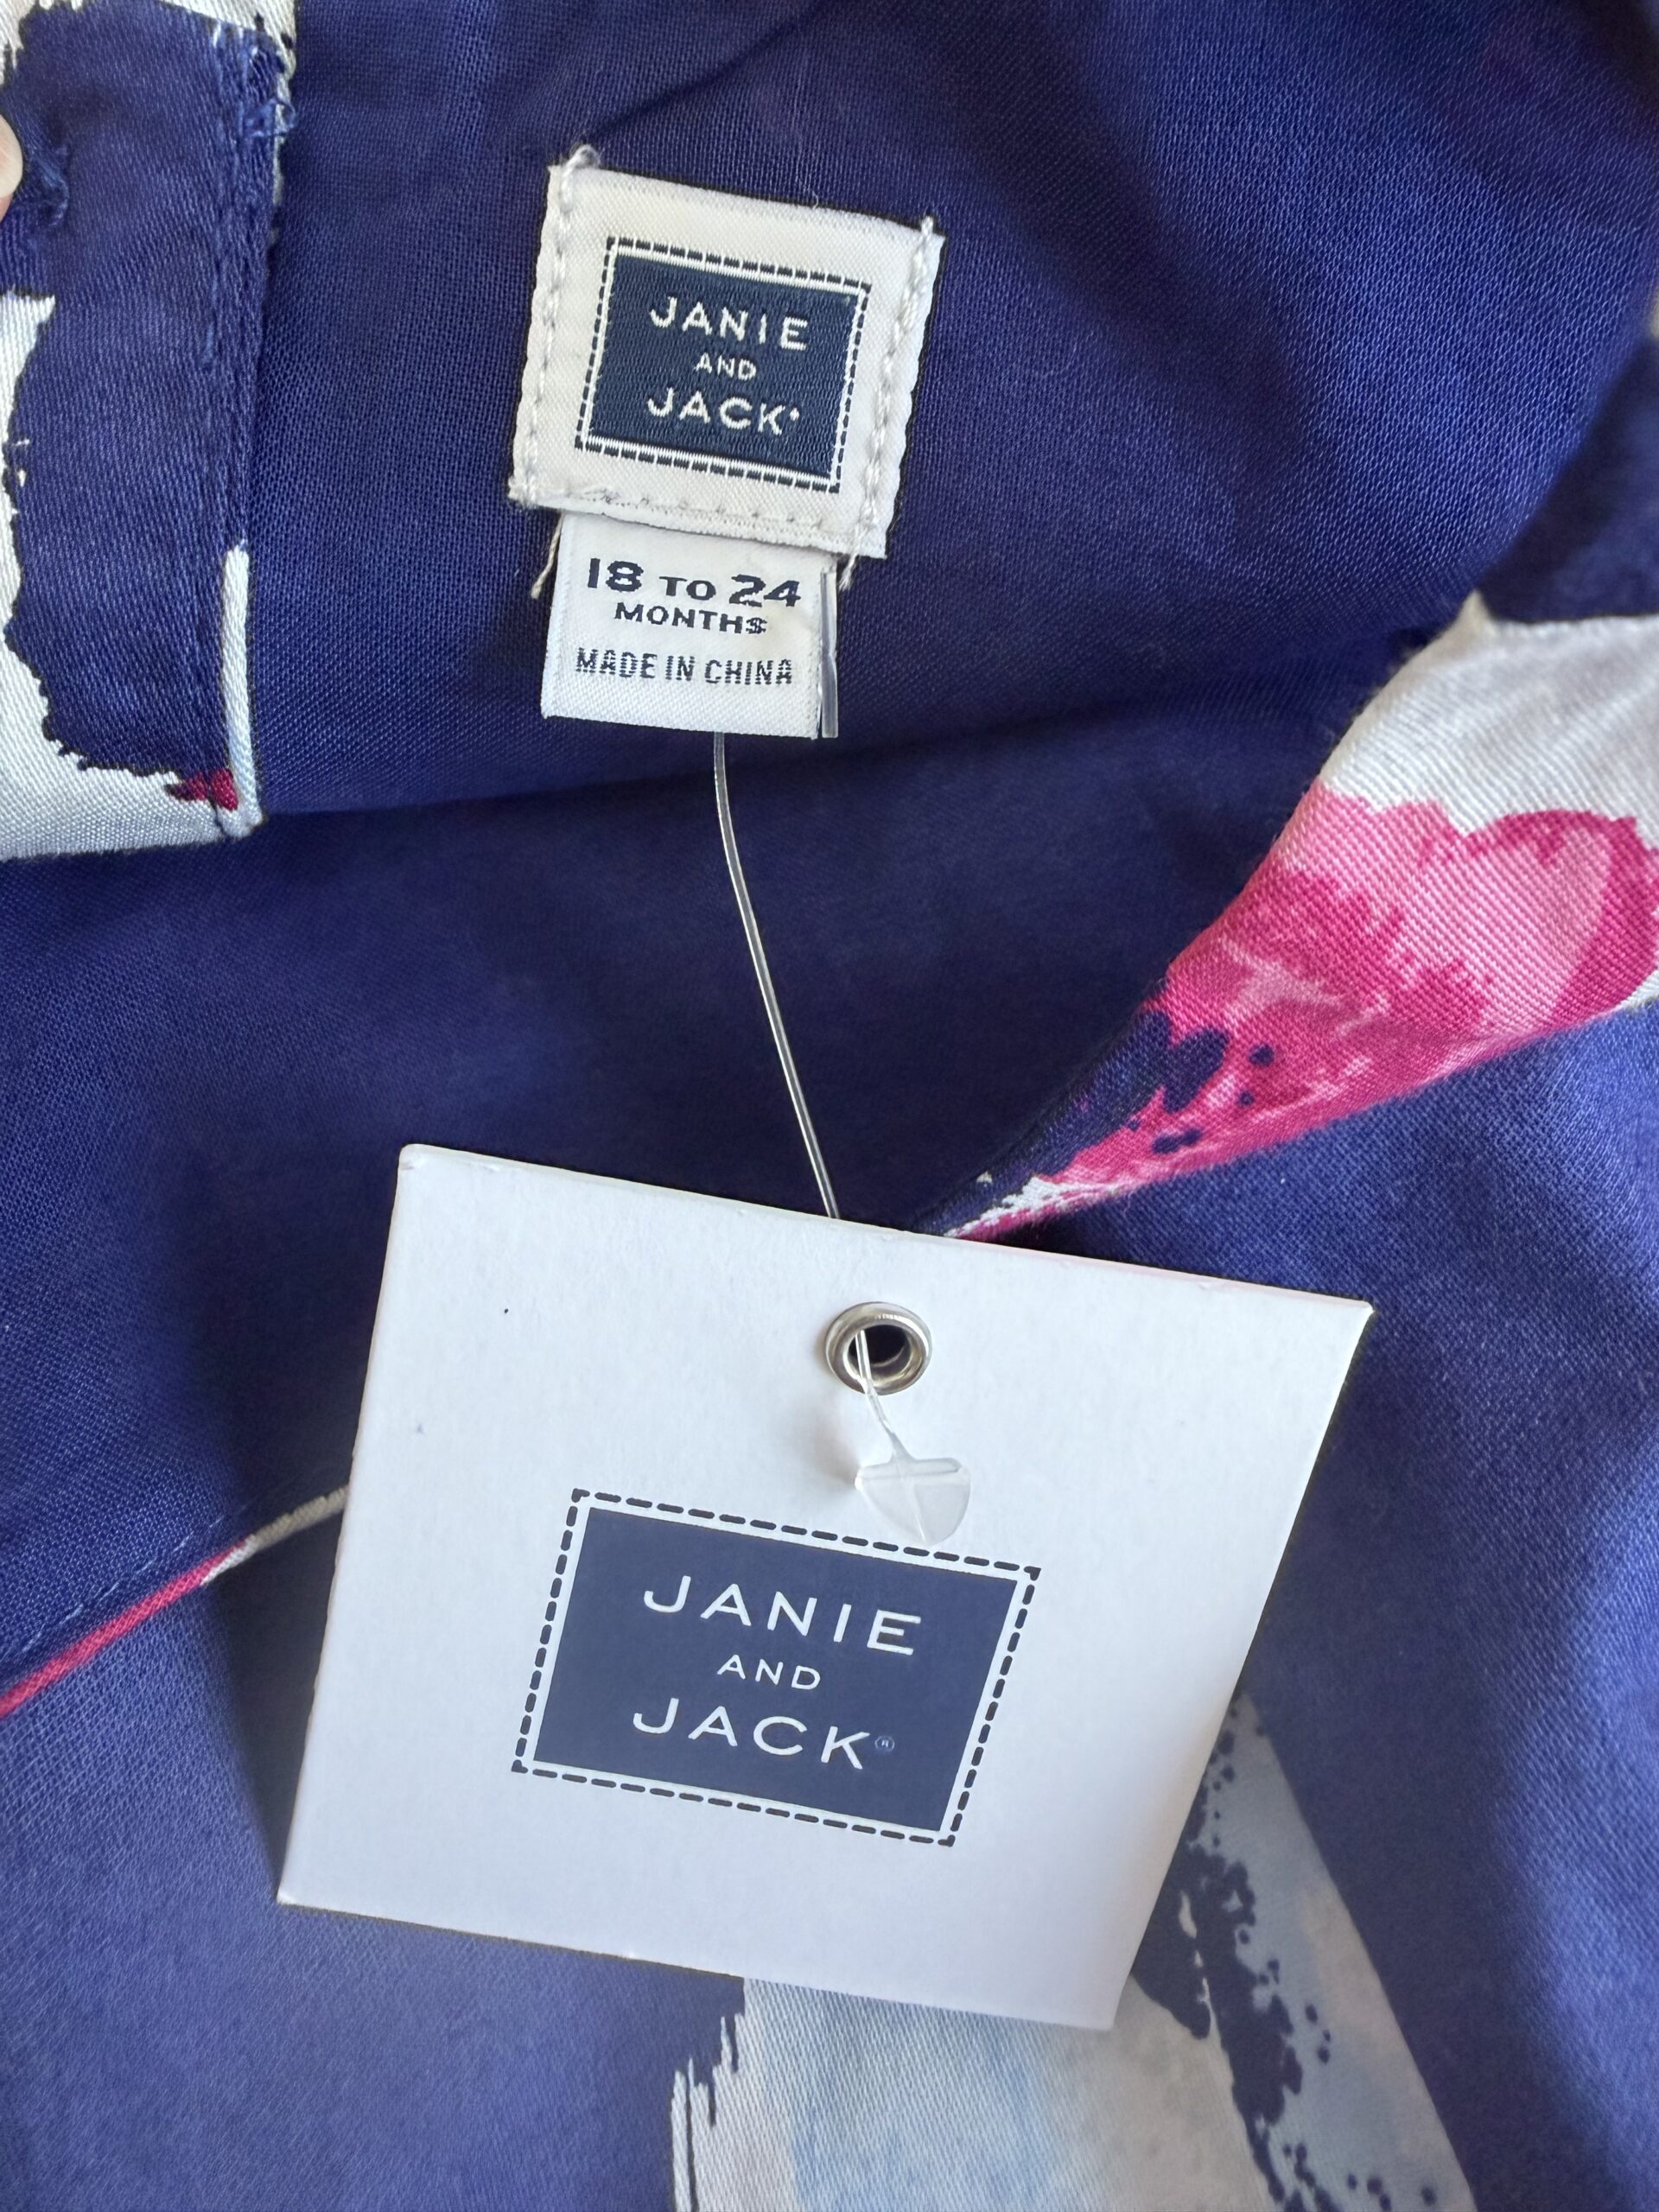 JANIE
AND
JACK
18 TO 24
MONTHS
MADE IN CHINA
JANIE
AND
JACK®